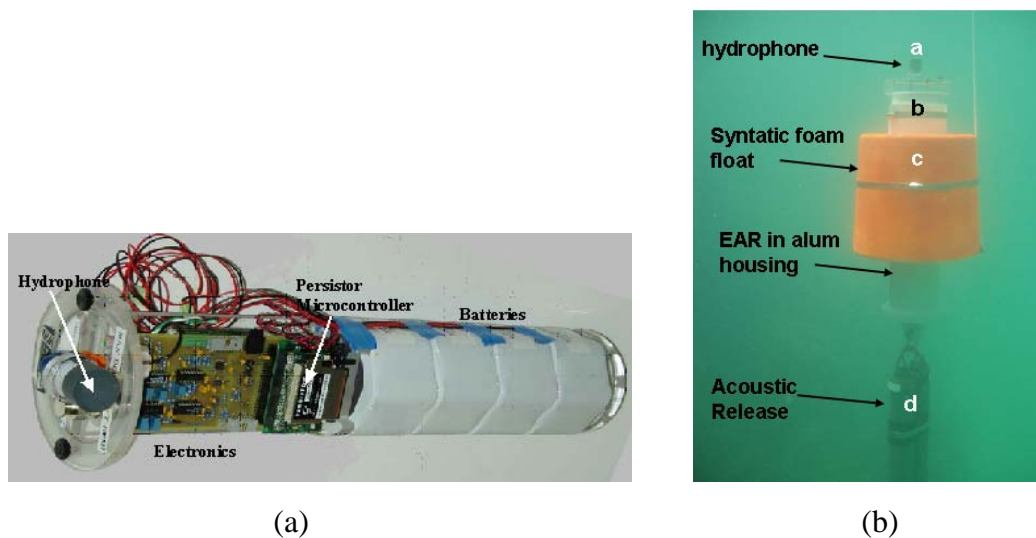 Hydrophone
Persistor
Microcontroller
Batteries
Electronics
(a)
hydrophone
a
b
Syntatic foam
float
c
EAR in alum
housing
Acoustic
Release
d
(b)